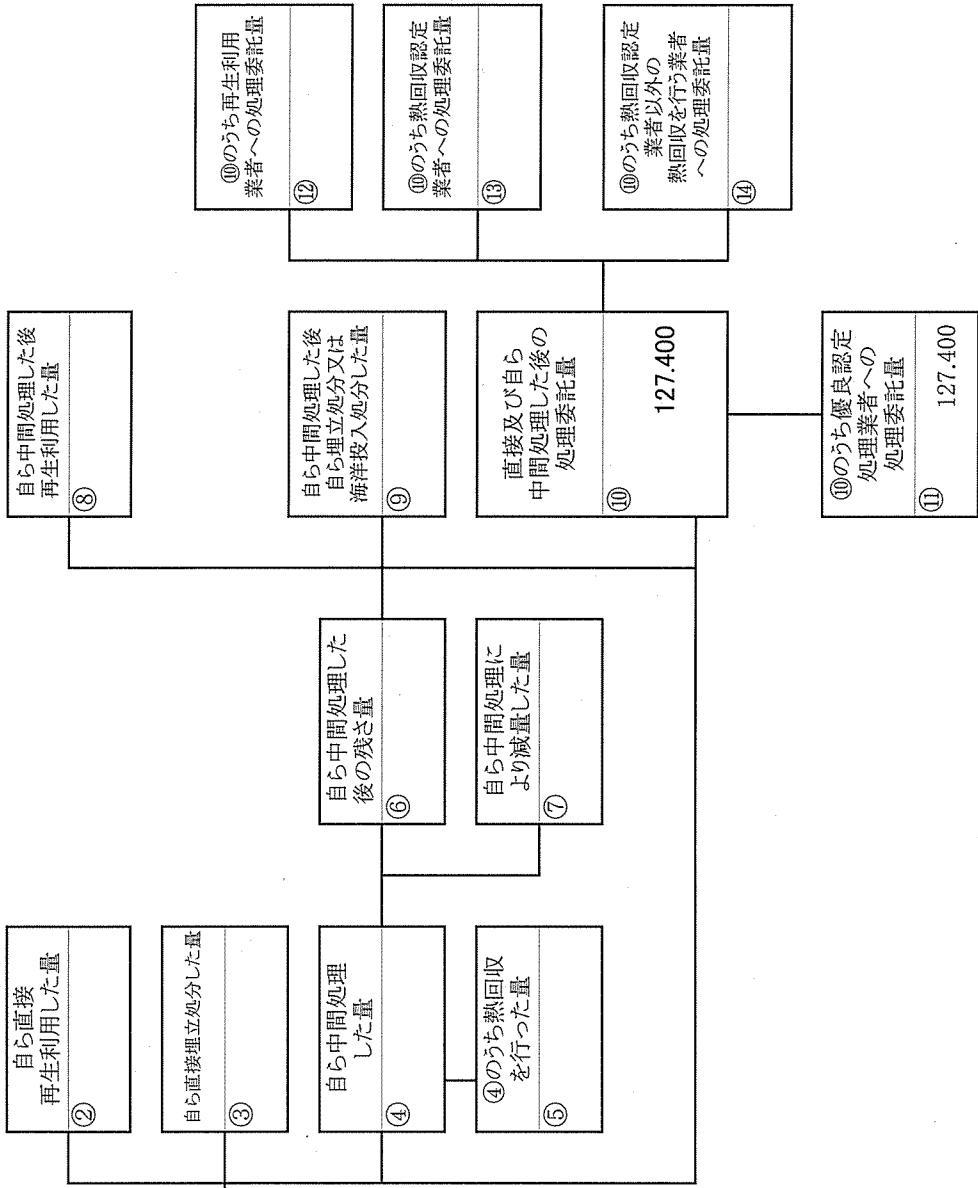 自ら直接
再生利用した量
②
自ら直接埋立処分した量
③
自ら中間処理
した量
④
④のうち熱回収
を行った量
⑤
自ら中間処理した
後の残さ量
⑥
自ら中間処理に
より減量した量
⑦
自ら中間処理した後
再生利用した量
⑧
自ら中間処理した後
自ら埋立処分又は
海洋投入処分した量
⑨
直接及び自ら
中間処理した後の
処理委託量
⑩
127.400
⑩のうち優良認定
処理業者への
処理委託量
⑪
127.400
⑩のうち再生利用
業者への処理委託量
⑫
⑩のうち熱回収認定
業者への処理委託量
⑬
⑩のうち熱回収認定
業者以外の
熱回収を行う業者
への処理委託量
⑭